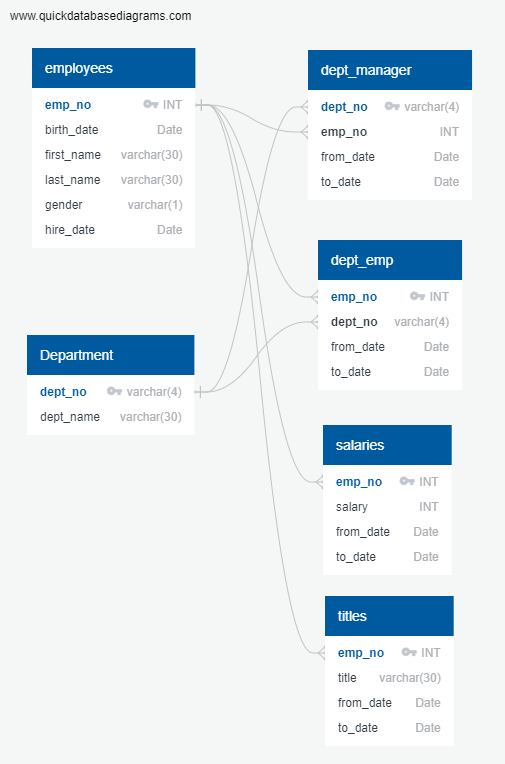 www.quickdatabasediagrams.com
employees
emp_no INT
birth_date Date
first_name varchar(30)
last_name varchar(30)
gender varchar(1)
hire_date Date
dept_manager
dept_no varchar(4)
emp_no INT
from_date Date
to_date Date
dept_emp
emp_no INT
dept_no varchar(4)
from_date Date
to_date Date
Department
dept_no varchar(4)
dept_name varchar(30)
salaries
emp_no INT
salary INT
from_date Date
to_date Date
titles
emp_no INT
title varchar(30)
from_date Date
to_date Date